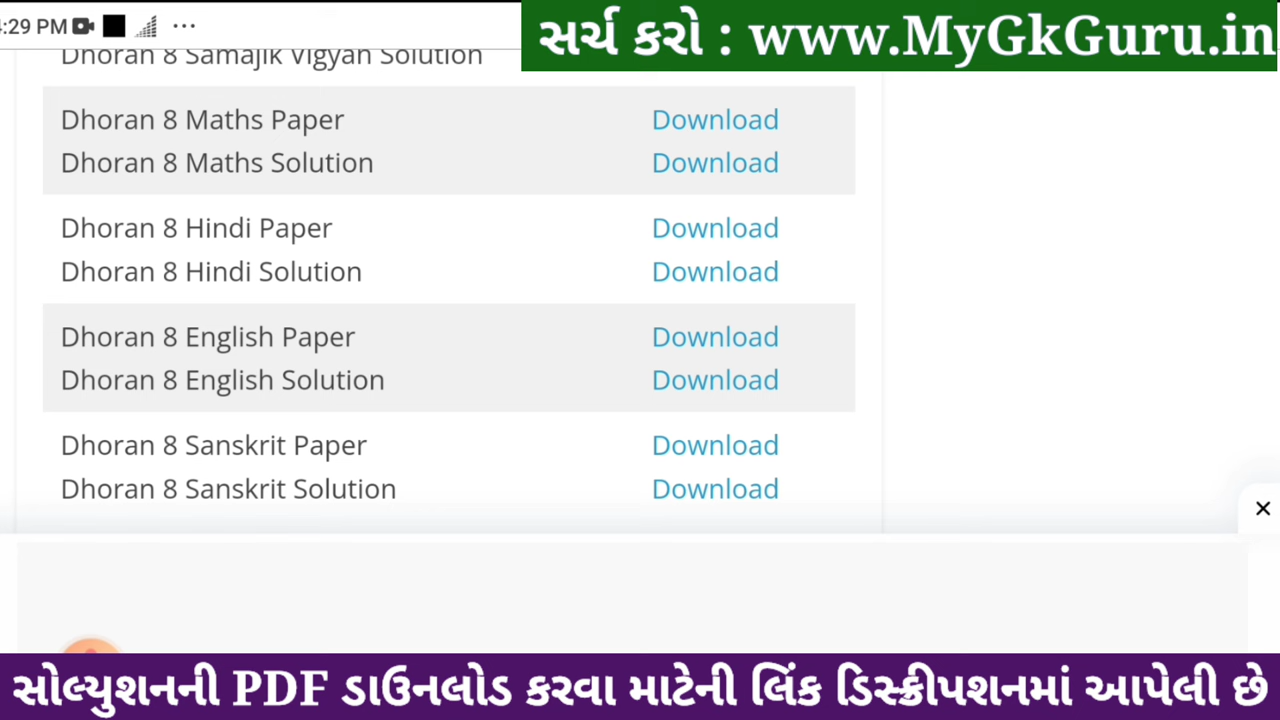 :29 PM
સર્ચ કરો : www.MyGkGuru.in
Dhoran 8 Samajik Vigyan Solution
Dhoran 8 Maths Paper Download
Dhoran 8 Maths Solution Download
Dhoran 8 Hindi Paper Download
Dhoran 8 Hindi Solution Download
Dhoran 8 English Paper Download
Dhoran 8 English Solution Download
Dhoran 8 Sanskrit Paper Download
Dhoran 8 Sanskrit Solution Download
સોલ્યુશનની PDF ડાઉનલોડ કરવા માટેની લિંક ડિસ્ક્રીપશનમાં આપેલી છે